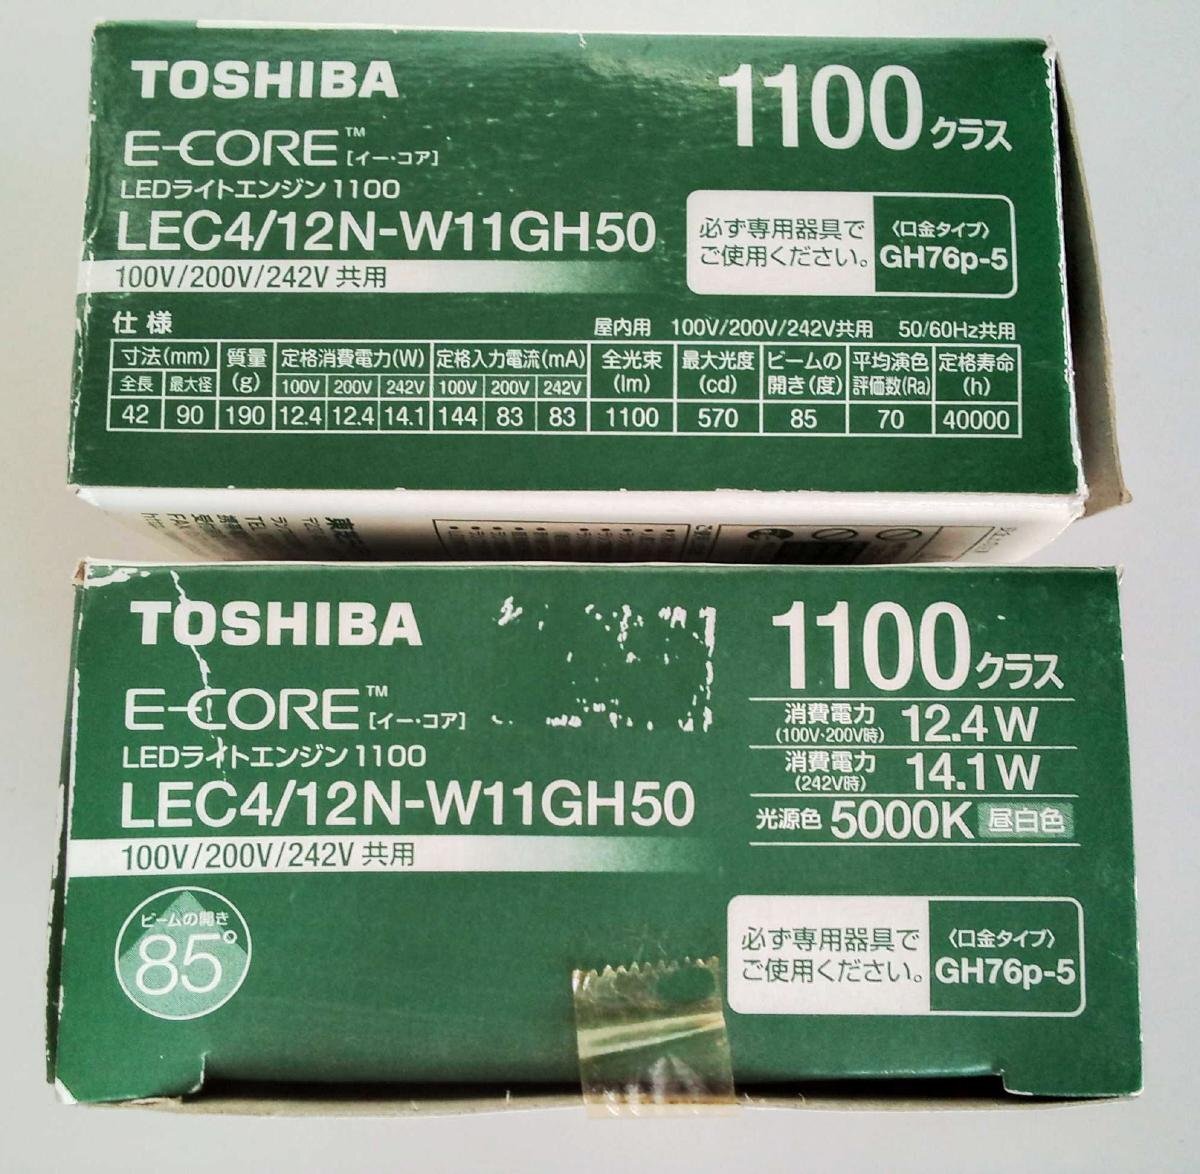 TOSHIBA
1100クラス
E-CORE™[イー・コア]
LEDライトエンジン1100
LEC4/12N-W11GH50
100V/200V/242V 共用
必ず専用器具で
ご使用ください。
〈口金タイプ〉
GH76p-5
仕様
屋内用 100V/200V/242V共用 50/60Hz共用
寸法(mm) 質量(g) 定格消費電力(W) 定格入力電流(mA) 全光束(lm) 最大光度(cd) ビームの開き(度) 平均演色評価数(Ra) 定格寿命(h)
全長 最大径 100V 200V 242V 100V 200V 242V
42 90 190 12.4 12.4 14.1 144 83 83 1100 570 85 70 40000
TOSHIBA
1100クラス
E-CORE™[イー・コア]
LEDライトエンジン1100
LEC4/12N-W11GH50
100V/200V/242V 共用
消費電力(100V・200V時) 12.4W
消費電力(242V時) 14.1W
光源色 5000K 昼白色
ビームの開き
85°
必ず専用器具で
ご使用ください。
〈口金タイプ〉
GH76p-5